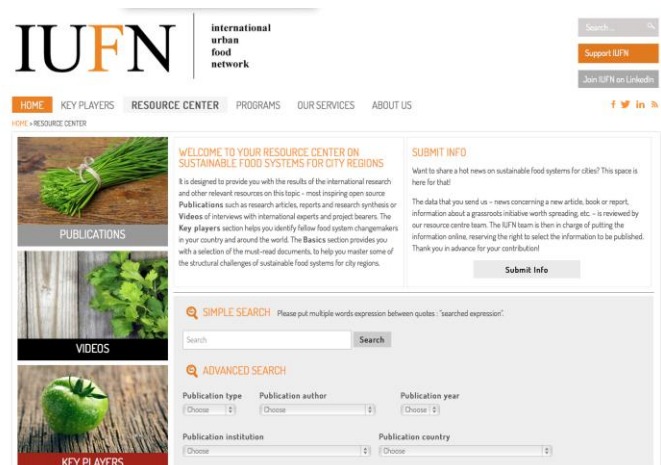 IUFN
international
urban
food
network
Search ...
Support IUFN
Join IUFN on LinkedIn
HOME KEY PLAYERS RESOURCE CENTER PROGRAMS OUR SERVICES ABOUT US
HOME » RESOURCE CENTER
PUBLICATIONS
VIDEOS
KEY PLAYERS
WELCOME TO YOUR RESOURCE CENTER ON
SUSTAINABLE FOOD SYSTEMS FOR CITY REGIONS
It is designed to provide you with the results of the international research
and other relevant resources on this topic – most inspiring open source
Publications such as research articles, reports and research synthesis or
Videos of interviews with international experts and project bearers. The
Key players section helps you identify fellow food system changemakers
in your country and around the world. The Basics section provides you
with a selection of the must-read documents, to help you master some of
the structural challenges of sustainable food systems for city regions.
SUBMIT INFO
Want to share a hot news on sustainable food systems for cities? This space is
here for that!
The data that you send us – news concerning a new article, book or report,
information about a grassroots initiative worth spreading, etc. – is reviewed by
our resource centre team. The IUFN team is then in charge of putting the
information online, reserving the right to select the information to be published.
Thank you in advance for your contribution!
Submit Info
SIMPLE SEARCH Please put multiple words expression between quotes : "searched expression".
Search Search
ADVANCED SEARCH
Publication type Publication author Publication year
Choose Choose Choose
Publication institution Publication country
Choose Choose